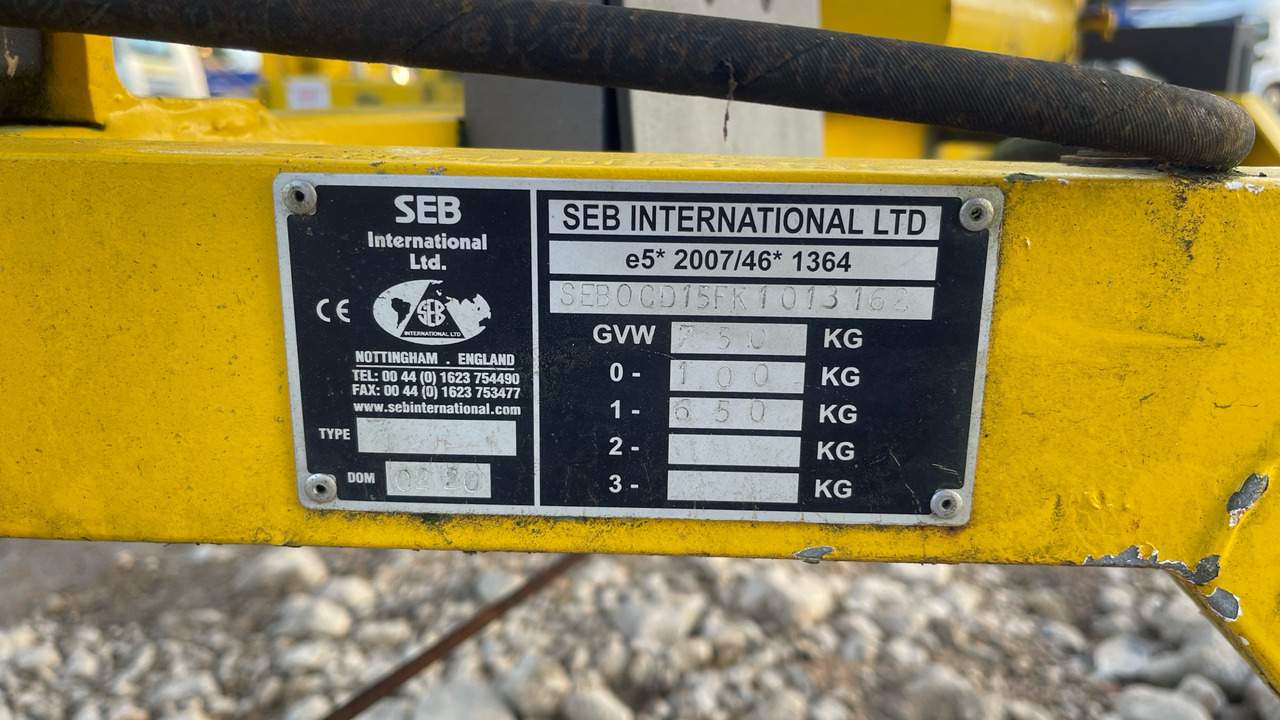 SEB
International
Ltd.
CE
SEB
INTERNATIONAL LTD
NOTTINGHAM . ENGLAND
TEL: 00 44 (0) 1623 754490
FAX: 00 44 (0) 1623 753477
www.sebinternational.com
TYPE
DOM 02 20
SEB INTERNATIONAL LTD
e5* 2007/46* 1364
SEB0CD15FK1013162
GVW 750 KG
0- 100 KG
1- 650 KG
2- KG
3- KG